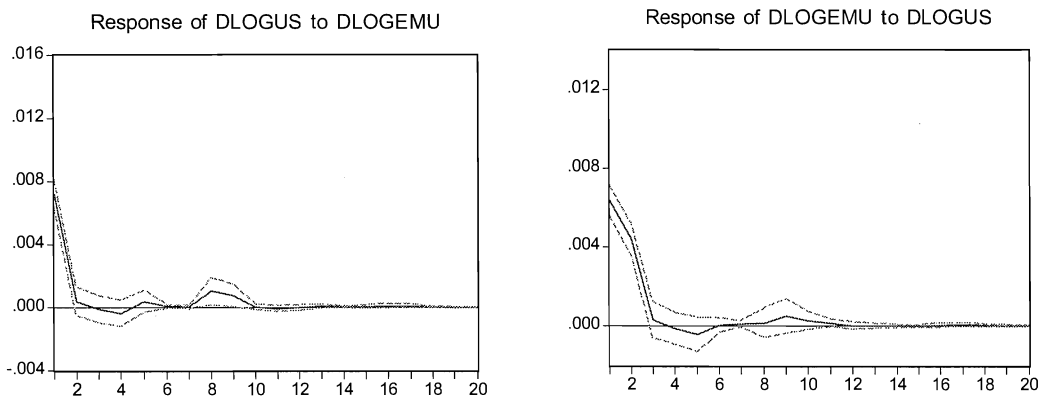 Response of DLOGUS to DLOGEMU
.016
.012
.008
.004
.000
-.004
2 4 6 8 10 12 14 16 18 20
Response of DLOGEMU to DLOGUS
.012
.008
.004
.000
2 4 6 8 10 12 14 16 18 20